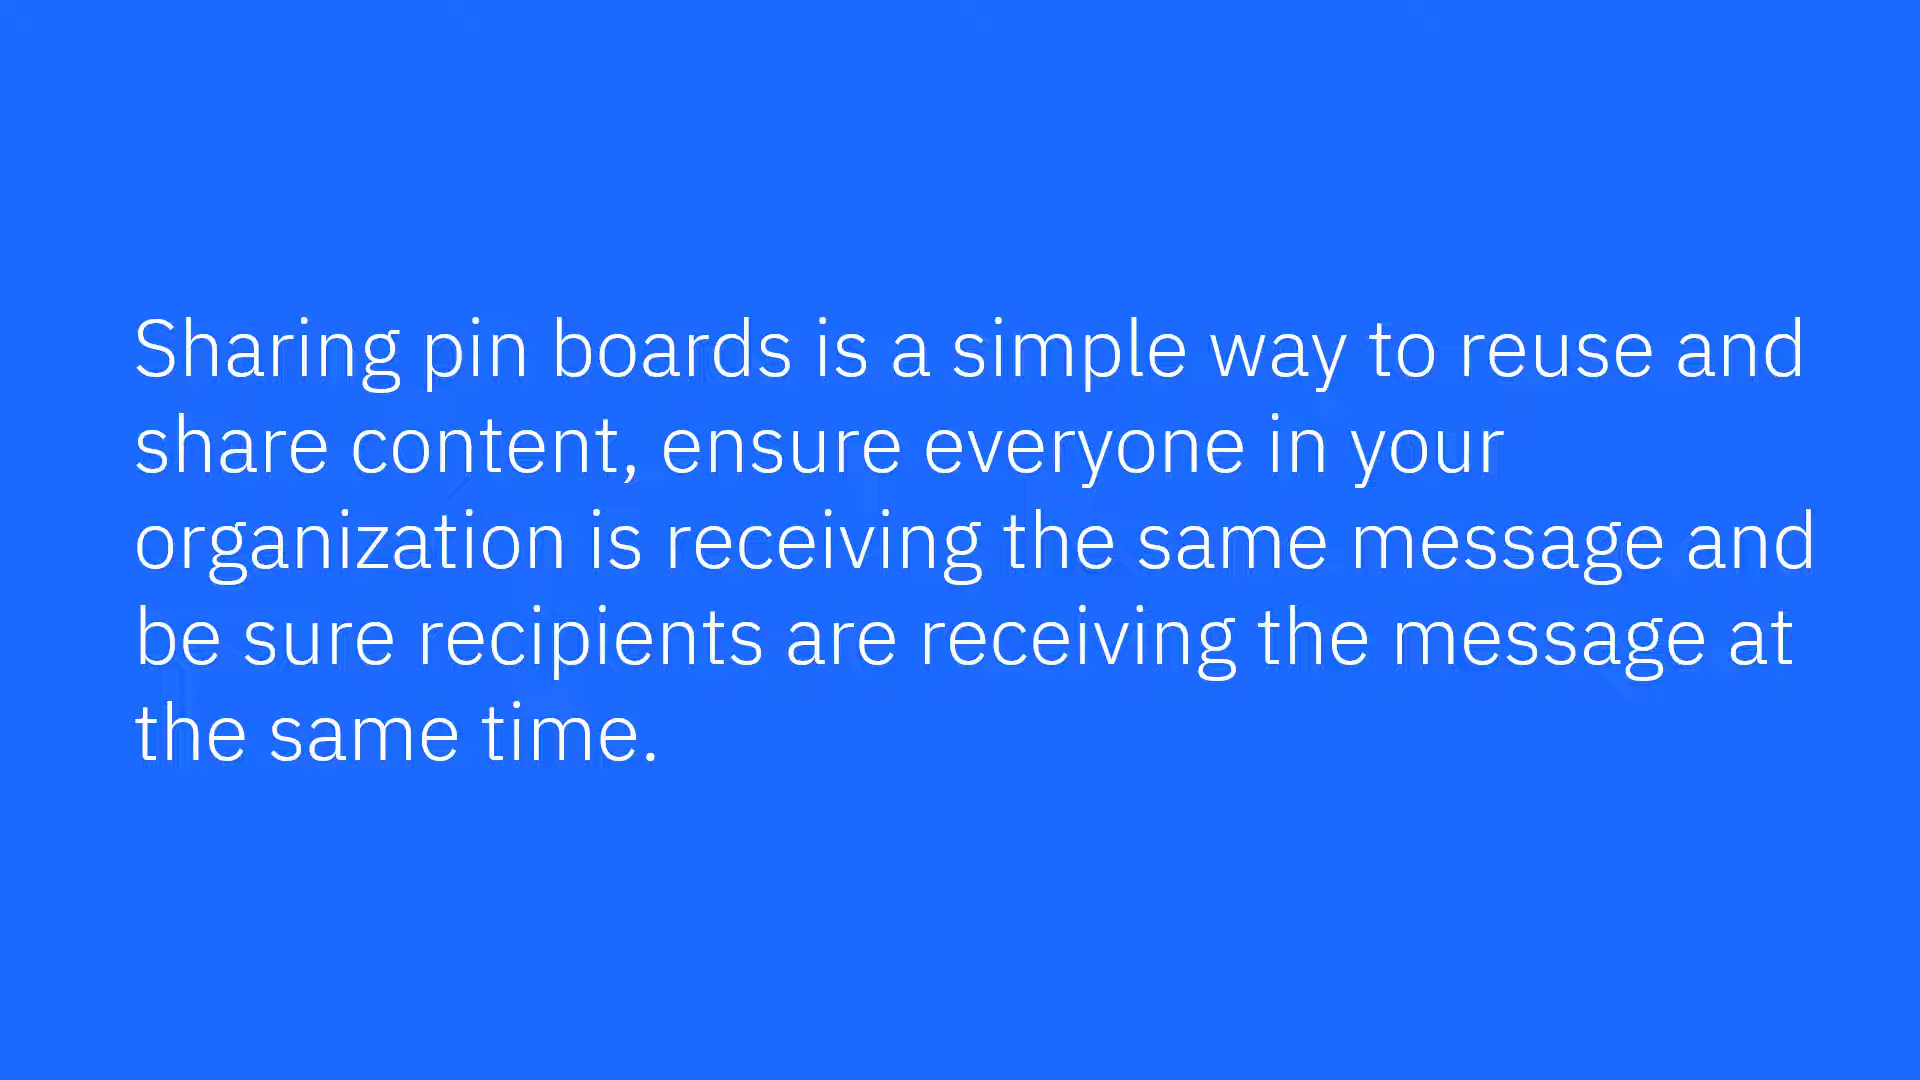 Sharing pin boards is a simple way to reuse and
share content, ensure everyone in your
organization is receiving the same message and
be sure recipients are receiving the message at
the same time.